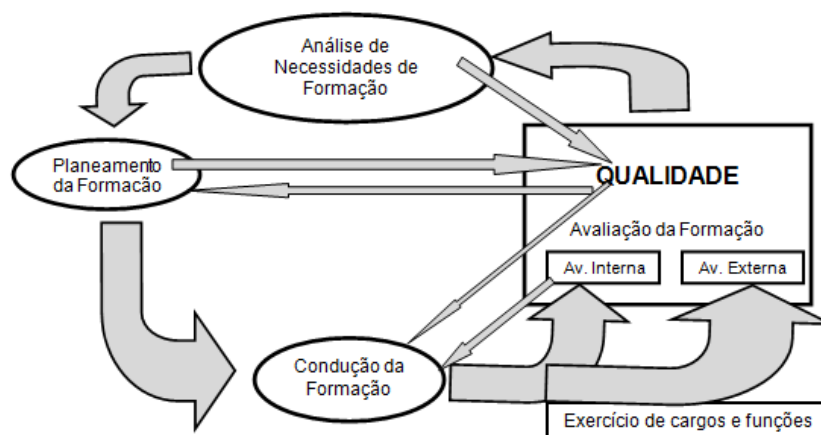 Análise de
Necessidades de
Formação
Planeamento
da Formacão
QUALIDADE
Avaliação da Formação
Av. Interna
Av. Externa
Condução da
Formação
Exercício de cargos e funções